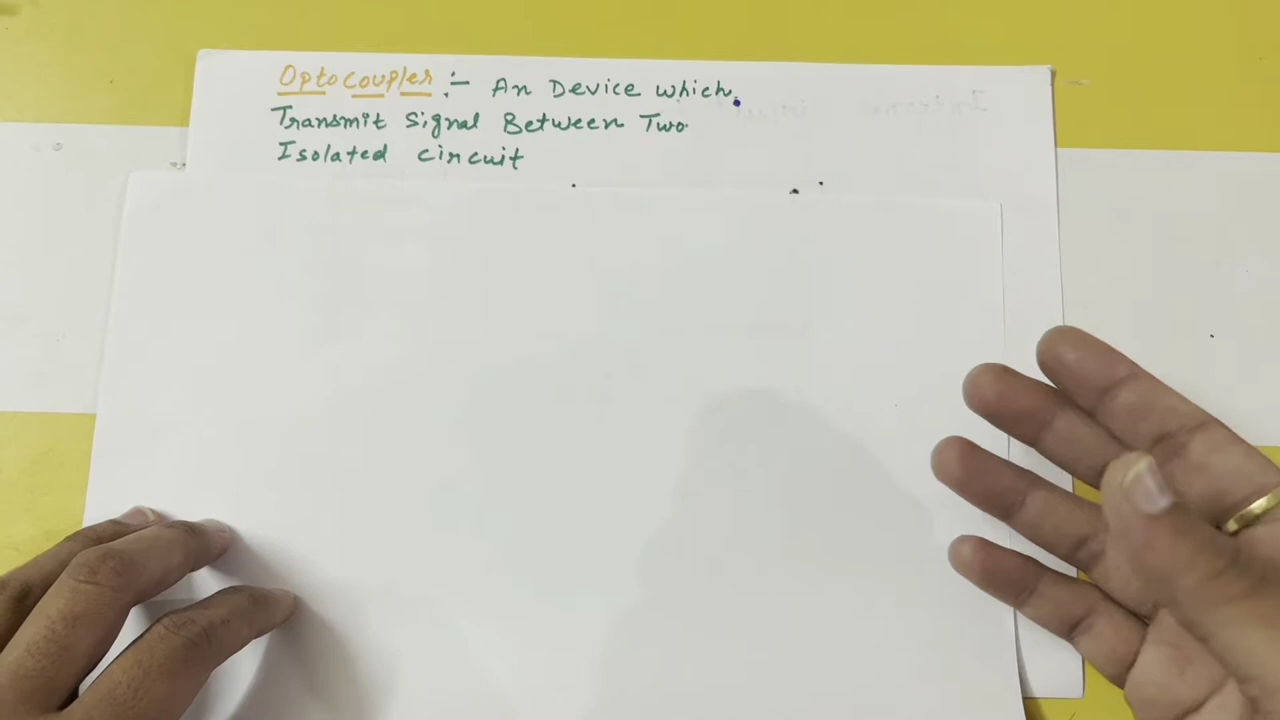 Optocoupler :- An Device which
Transmit Signal Between Two
Isolated circuit